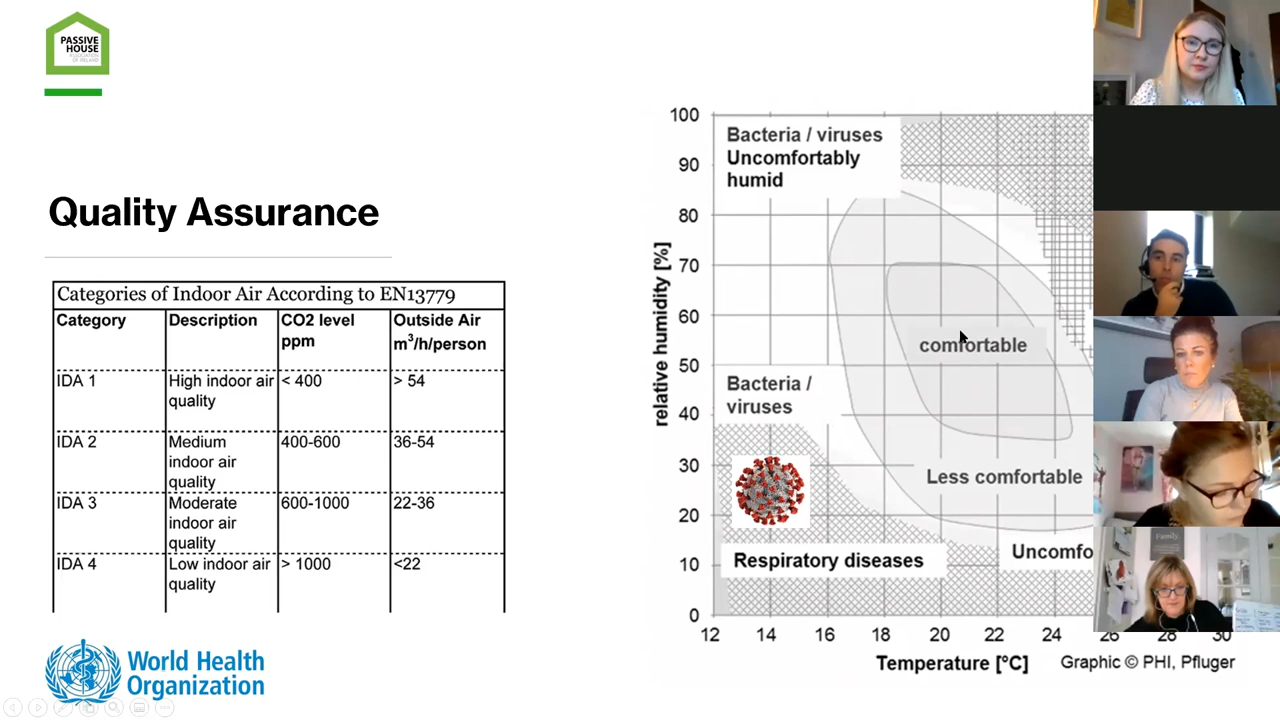 PASSIVE
HOUSE
ASSOCIATION
OF IRELAND
Quality Assurance
Categories of Indoor Air According to EN13779
Category Description CO2 level ppm Outside Air m³/h/person
IDA 1 High indoor air quality < 400 > 54
IDA 2 Medium indoor air quality 400-600 36-54
IDA 3 Moderate indoor air quality 600-1000 22-36
IDA 4 Low indoor air quality > 1000 <22
World Health
Organization
relative humidity [%]
100
90
80
70
60
50
40
30
20
10
0
Bacteria / viruses
Uncomfortably
humid
comfortable
Bacteria /
viruses
Less comfortable
Respiratory diseases
Uncomfo
12 14 16 18 20 22 24 26 28 30
Temperature [°C]
Graphic © PHI, Pfluger
Family